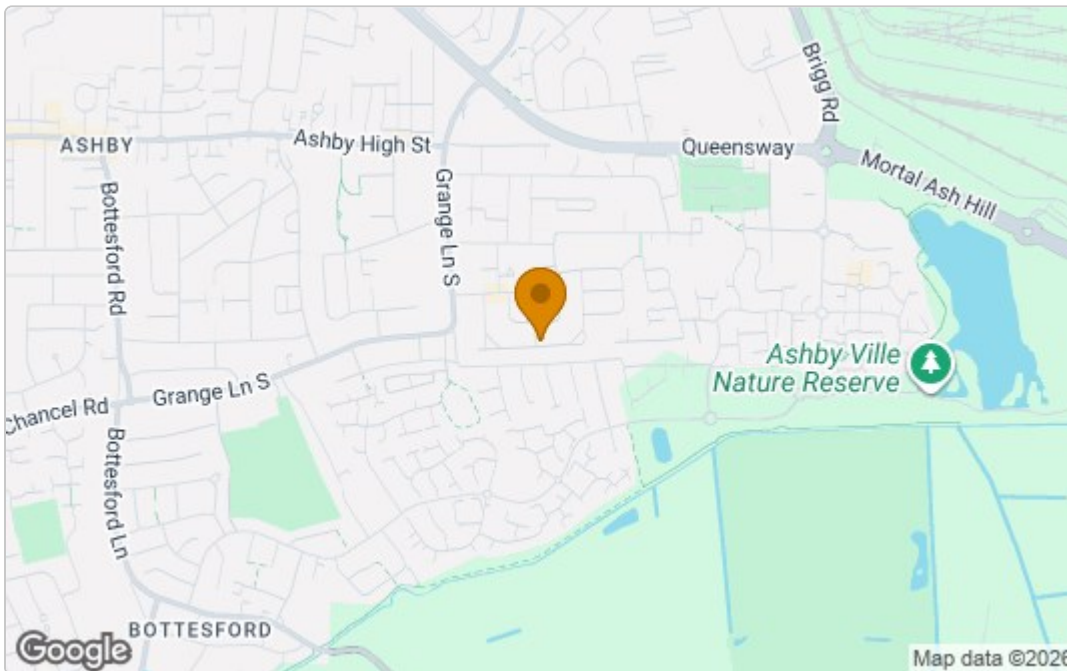 Brigg Rd
ASHBY
Ashby High St
Queensway
Mortal Ash Hill
Grange Ln S
Bottesford Rd
Ashby Ville
Nature Reserve
Grange Ln S
Chancel Rd
Bottesford Ln
BOTTESFORD
Google
Map data ©2026